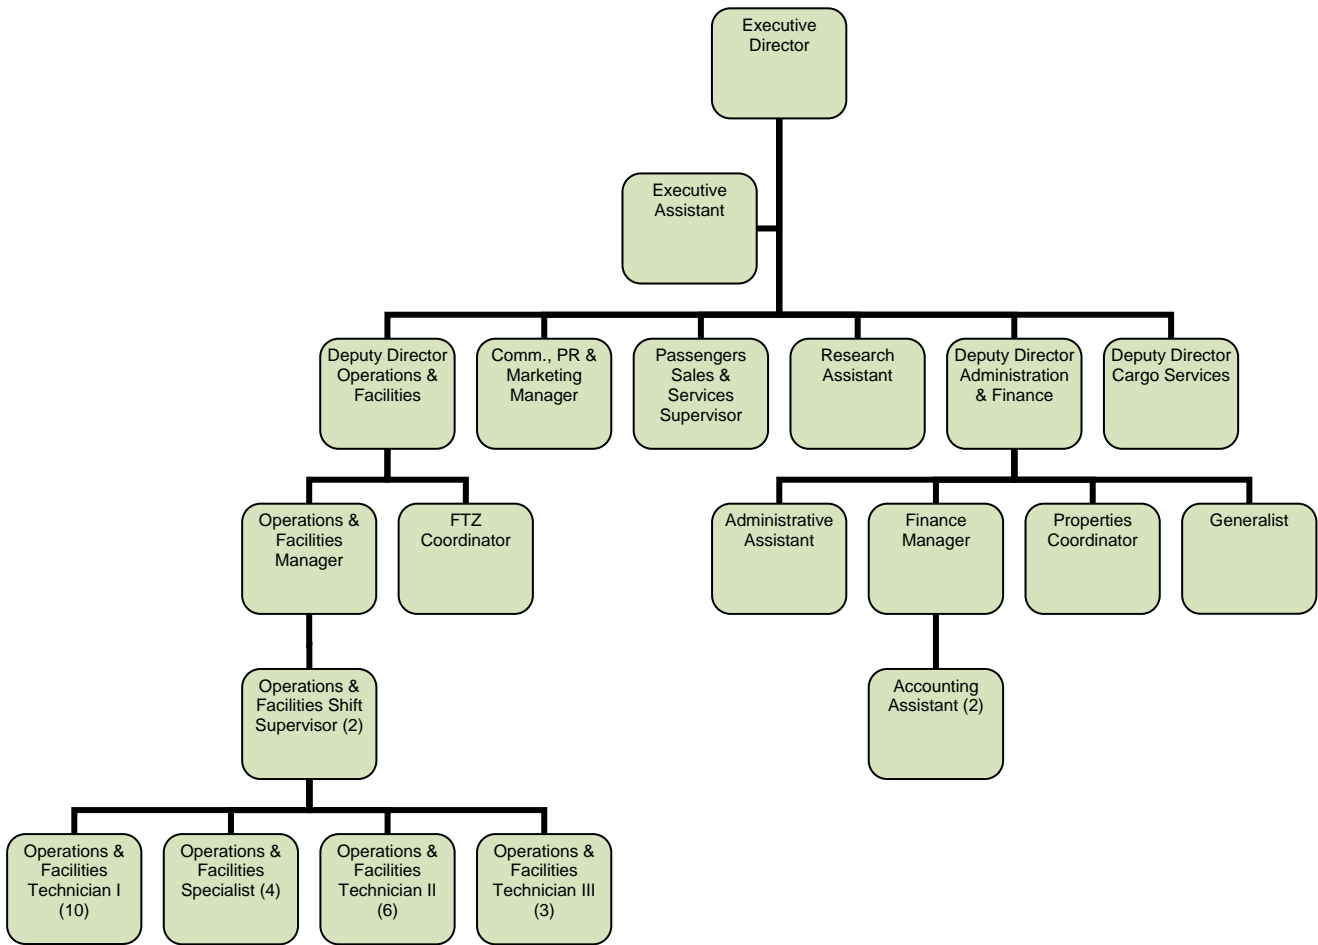 Executive
Director
Executive
Assistant
Deputy Director
Operations &
Facilities
Comm., PR &
Marketing
Manager
Passengers
Sales &
Services
Supervisor
Research
Assistant
Deputy Director
Administration
& Finance
Deputy Director
Cargo Services
Operations &
Facilities
Manager
FTZ
Coordinator
Administrative
Assistant
Finance
Manager
Properties
Coordinator
Generalist
Operations &
Facilities Shift
Supervisor (2)
Accounting
Assistant (2)
Operations &
Facilities
Technician I
(10)
Operations &
Facilities
Specialist (4)
Operations &
Facilities
Technician II
(6)
Operations &
Facilities
Technician III
(3)